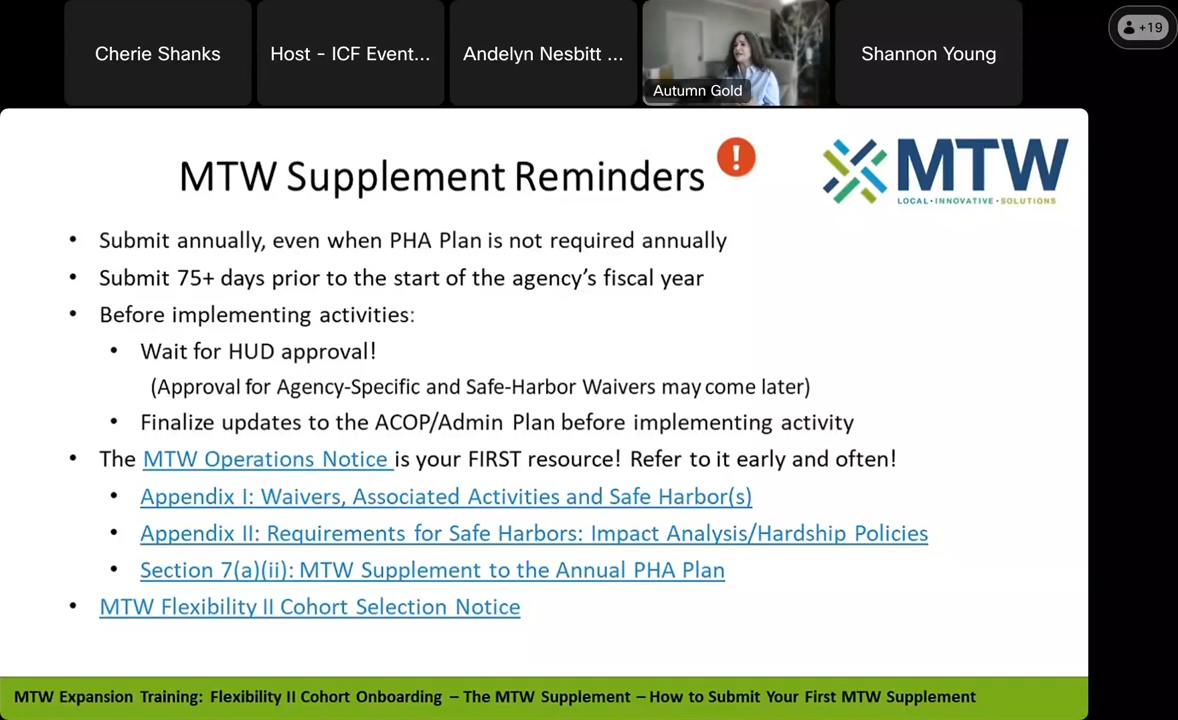 Cherie Shanks
Host - ICF Event...
Andelyn Nesbitt ...
Autumn Gold
Shannon Young
+19
MTW Supplement Reminders
!
MTW
LOCAL • INNOVATIVE • SOLUTIONS
• Submit annually, even when PHA Plan is not required annually
• Submit 75+ days prior to the start of the agency's fiscal year
• Before implementing activities:
• Wait for HUD approval!
(Approval for Agency-Specific and Safe-Harbor Waivers may come later)
• Finalize updates to the ACOP/Admin Plan before implementing activity
• The MTW Operations Notice is your FIRST resource! Refer to it early and often!
• Appendix I: Waivers, Associated Activities and Safe Harbor(s)
• Appendix II: Requirements for Safe Harbors: Impact Analysis/Hardship Policies
• Section 7(a)(ii): MTW Supplement to the Annual PHA Plan
• MTW Flexibility II Cohort Selection Notice
MTW Expansion Training: Flexibility II Cohort Onboarding – The MTW Supplement – How to Submit Your First MTW Supplement